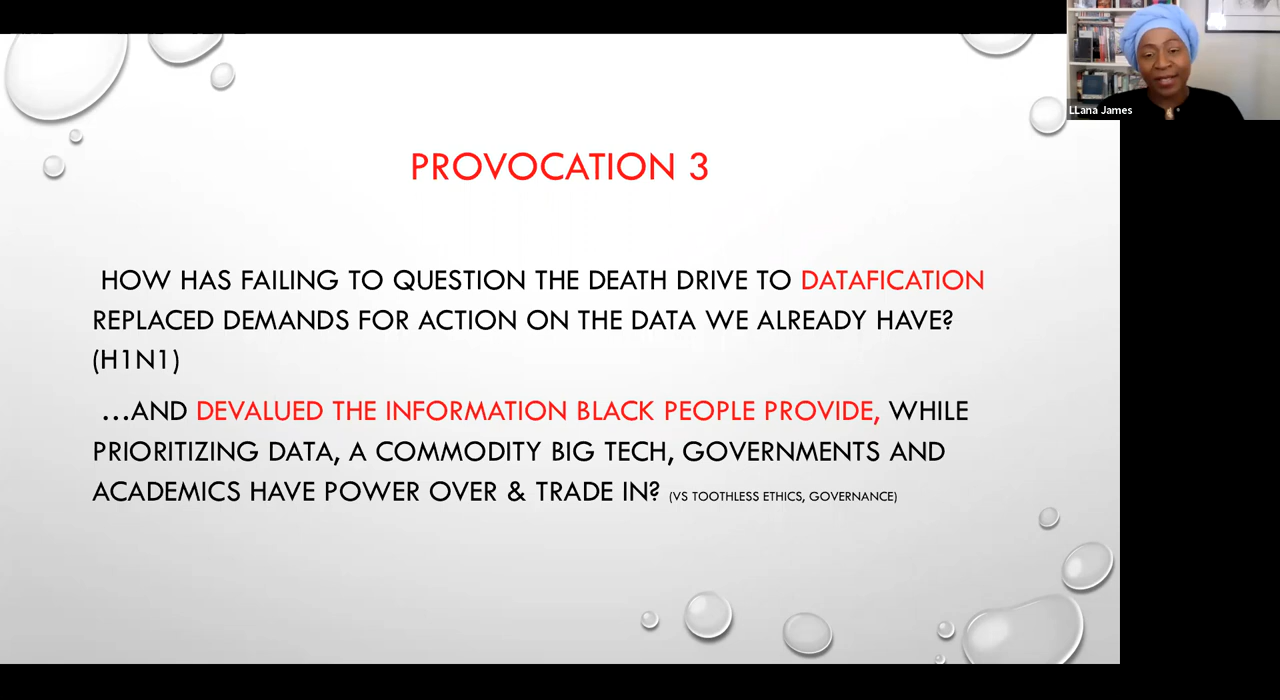 LLana James
PROVOCATION 3
HOW HAS FAILING TO QUESTION THE DEATH DRIVE TO DATAFICATION
REPLACED DEMANDS FOR ACTION ON THE DATA WE ALREADY HAVE?
(H1N1)
...AND DEVALUED THE INFORMATION BLACK PEOPLE PROVIDE, WHILE
PRIORITIZING DATA, A COMMODITY BIG TECH, GOVERNMENTS AND
ACADEMICS HAVE POWER OVER & TRADE IN? (VS TOOTHLESS ETHICS, GOVERNANCE)